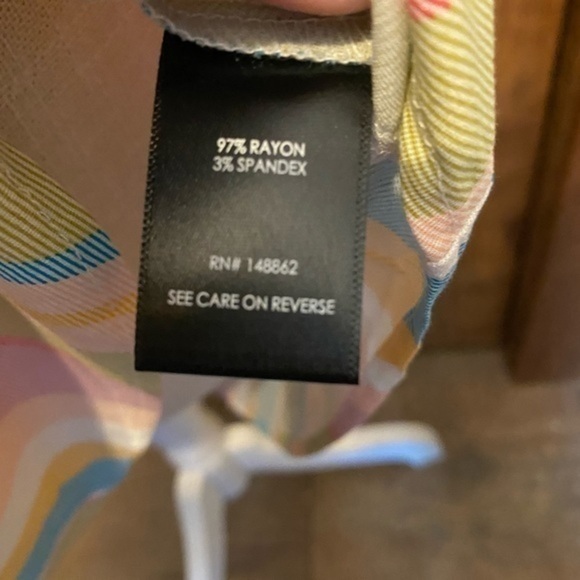 97% RAYON
3% SPANDEX
RN# 148862
SEE CARE ON REVERSE